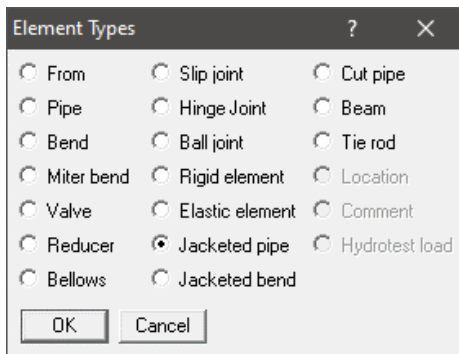 Element Types ? ×
From Slip joint Cut pipe
Pipe Hinge Joint Beam
Bend Ball joint Tie rod
Miter bend Rigid element Location
Valve Elastic element Comment
Reducer Jacketed pipe Hydrotest load
Bellows Jacketed bend
OK Cancel